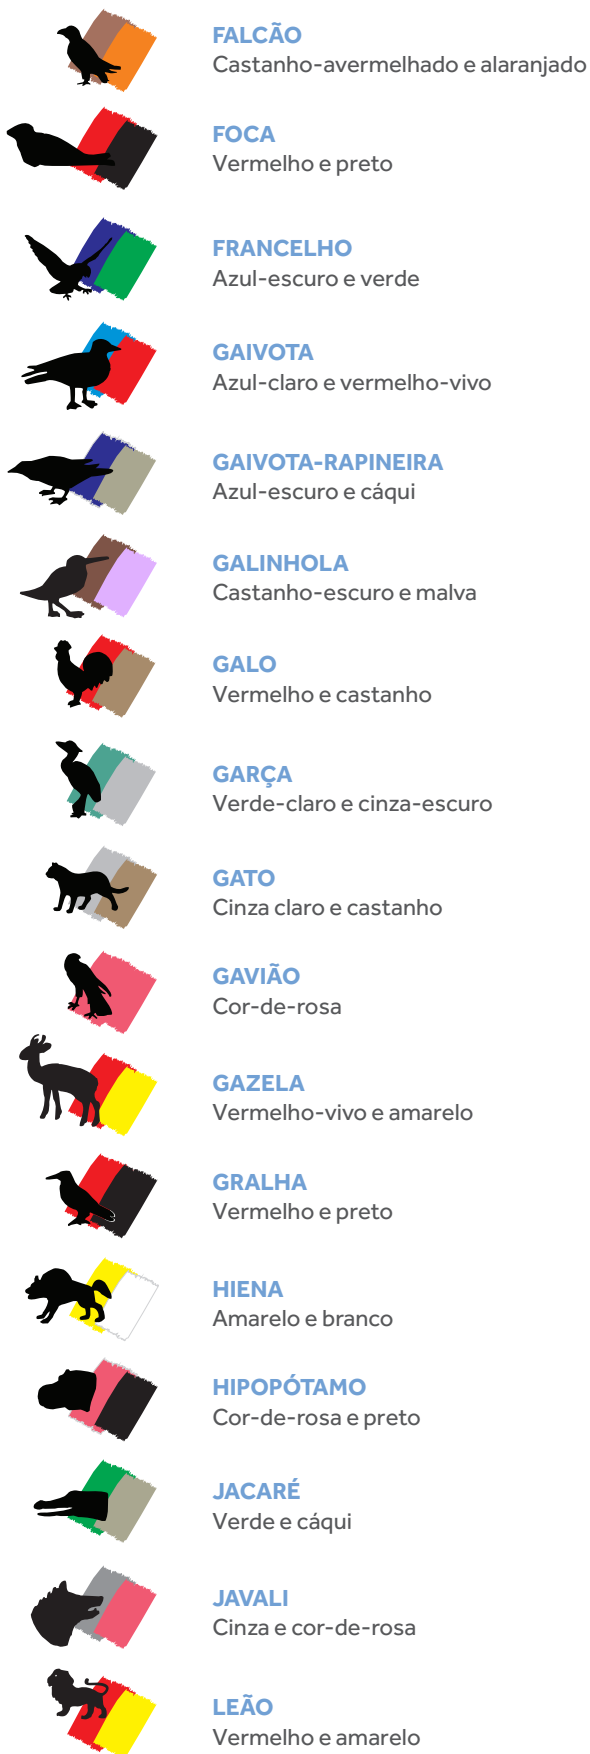 FALCÃO
Castanho-avermelhado e alaranjado
FOCA
Vermelho e preto
FRANCELHO
Azul-escuro e verde
GAIVOTA
Azul-claro e vermelho-vivo
GAIVOTA-RAPINEIRA
Azul-escuro e cáqui
GALINHOLA
Castanho-escuro e malva
GALO
Vermelho e castanho
GARÇA
Verde-claro e cinza-escuro
GATO
Cinza claro e castanho
GAVIÃO
Cor-de-rosa
GAZELA
Vermelho-vivo e amarelo
GRALHA
Vermelho e preto
HIENA
Amarelo e branco
HIPOPÓTAMO
Cor-de-rosa e preto
JACARÉ
Verde e cáqui
JAVALI
Cinza e cor-de-rosa
LEÃO
Vermelho e amarelo